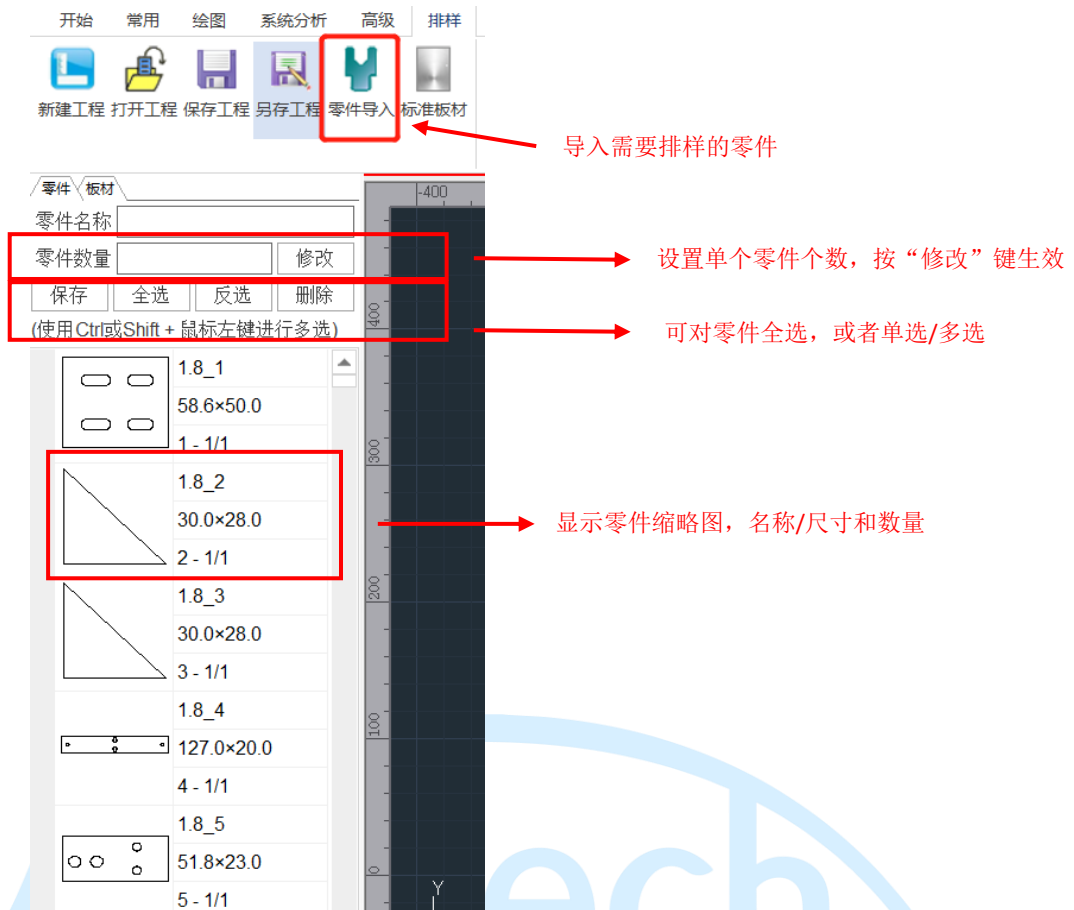 开始 常用 绘图 系统分析 高级 排样
新建工程 打开工程 保存工程 另存工程 零件导入 标准板材
导入需要排样的零件
零件 板材
-400
零件名称
零件数量 修改
设置单个零件个数，按“修改”键生效
保存 全选 反选 删除
400
(使用Ctrl或Shift + 鼠标左键进行多选)
可对零件全选，或者单选/多选
1.8_1
58.6×50.0
1 - 1/1
300
1.8_2
30.0×28.0
显示零件缩略图，名称/尺寸和数量
2 - 1/1
200
1.8_3
30.0×28.0
3 - 1/1
1.8_4
100
127.0×20.0
4 - 1/1
1.8_5
51.8×23.0
0
Y
5 - 1/1
ech